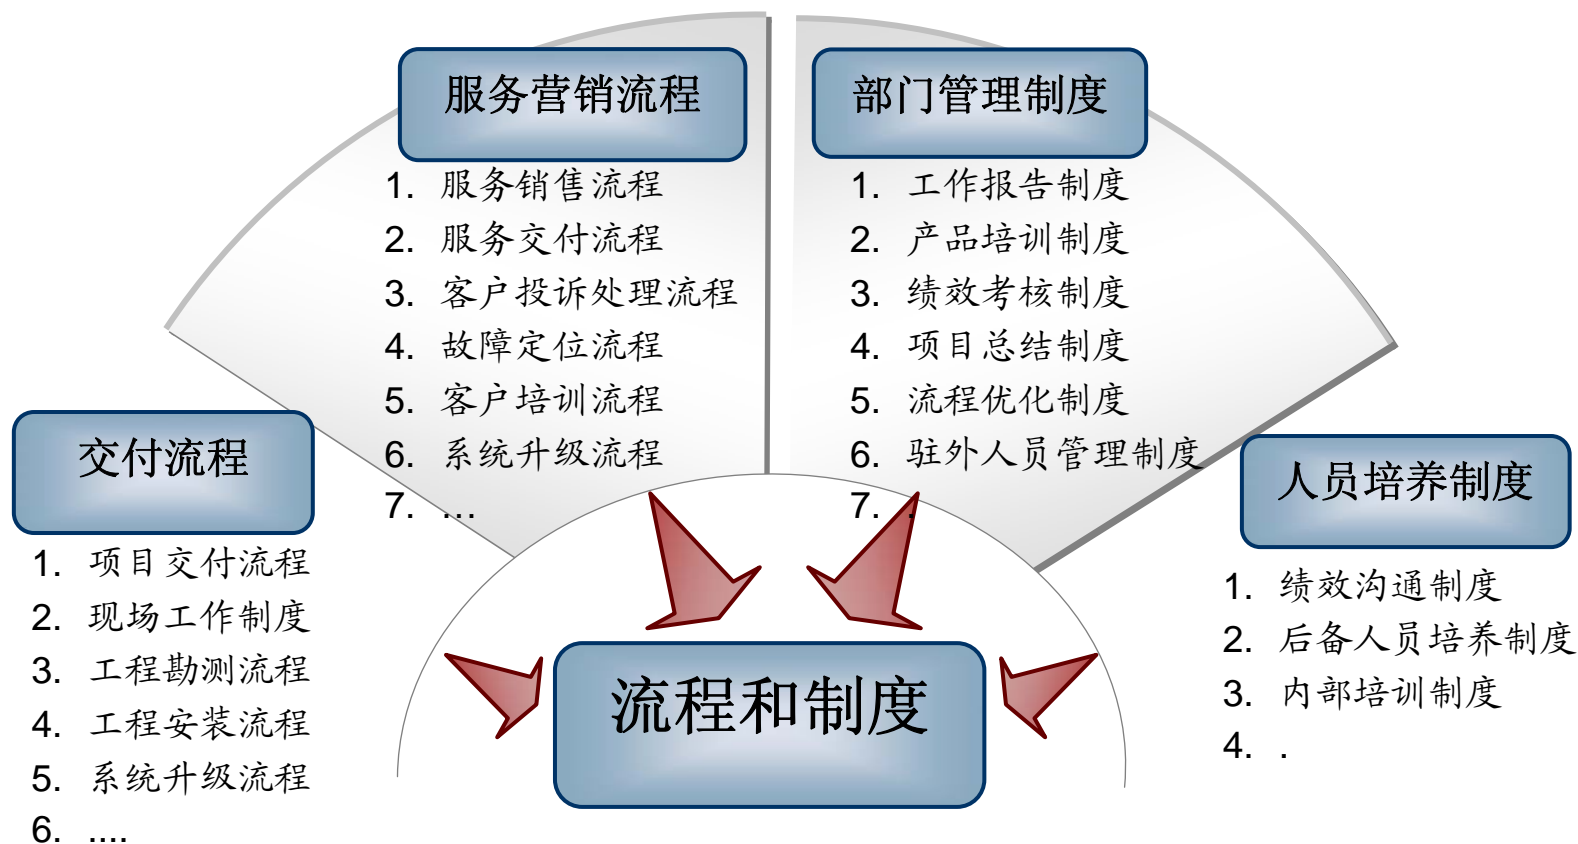 服务营销流程
1. 服务销售流程
2. 服务交付流程
3. 客户投诉处理流程
4. 故障定位流程
5. 客户培训流程
6. 系统升级流程
7. …
部门管理制度
1. 工作报告制度
2. 产品培训制度
3. 绩效考核制度
4. 项目总结制度
5. 流程优化制度
6. 驻外人员管理制度
7. .
交付流程
1. 项目交付流程
2. 现场工作制度
3. 工程勘测流程
4. 工程安装流程
5. 系统升级流程
6. ....
人员培养制度
1. 绩效沟通制度
2. 后备人员培养制度
3. 内部培训制度
4. .
流程和制度